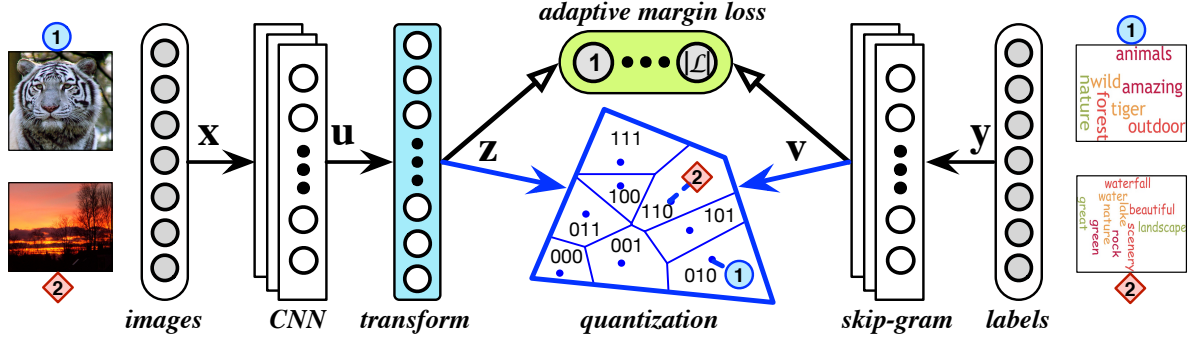 adaptive margin loss
1
1
1
|ℒ|
animals
wild
nature
forest
amazing
tiger
outdoor
x
u
z
v
y
111
100
110
2
101
011
001
000
010
1
waterfall
water
great
nature
lake
beautiful
green
rock
scenery
landscape
2
2
images
CNN
transform
quantization
skip-gram
labels